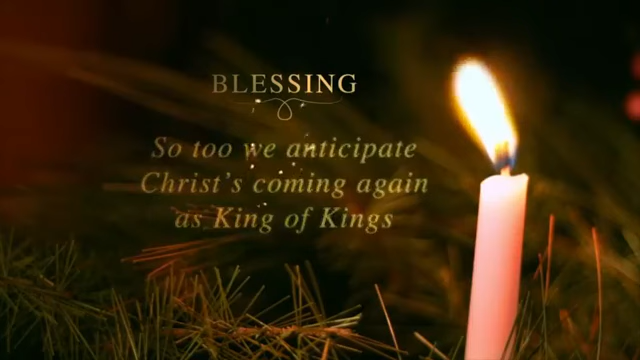 BLESSING
So too we anticipate
Christ's coming again
as King of Kings